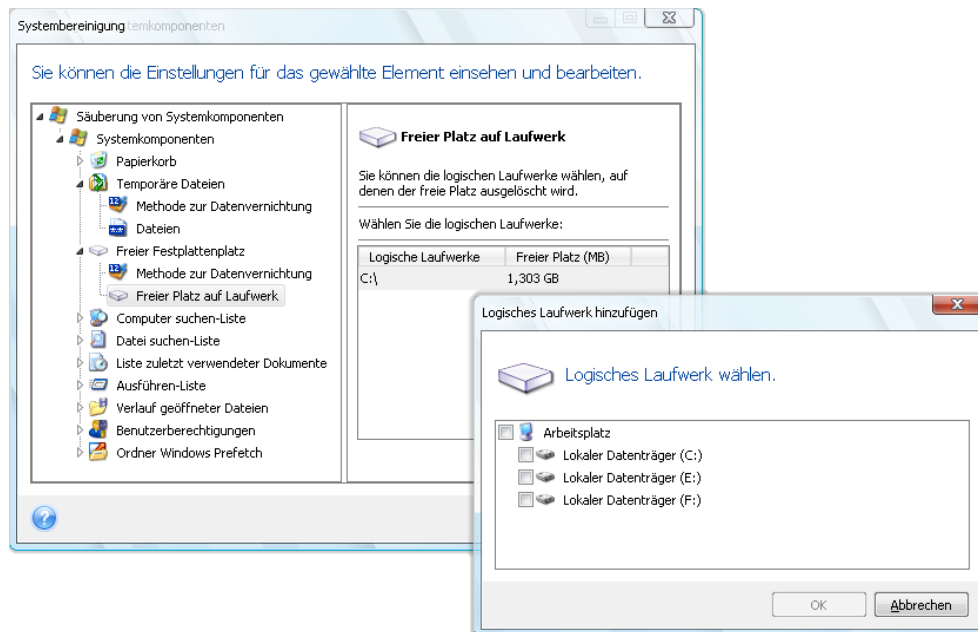 Systembereinigung temkomponenten
Sie können die Einstellungen für das gewählte Element einsehen und bearbeiten.
Säuberung von Systemkomponenten
Systemkomponenten
Papierkorb
Temporäre Dateien
Methode zur Datenvernichtung
Dateien
Freier Festplattenplatz
Methode zur Datenvernichtung
Freier Platz auf Laufwerk
Computer suchen-Liste
Datei suchen-Liste
Liste zuletzt verwendeter Dokumente
Ausführen-Liste
Verlauf geöffneter Dateien
Benutzerberechtigungen
Ordner Windows Prefetch
Freier Platz auf Laufwerk
Sie können die logischen Laufwerke wählen, auf
denen der freie Platz ausgelöscht wird.
Wählen Sie die logischen Laufwerke:
Logische Laufwerke Freier Platz (MB)
C:\ 1,303 GB
Logisches Laufwerk hinzufügen
Logisches Laufwerk wählen.
Arbeitsplatz
Lokaler Datenträger (C:)
Lokaler Datenträger (E:)
Lokaler Datenträger (F:)
OK Abbrechen